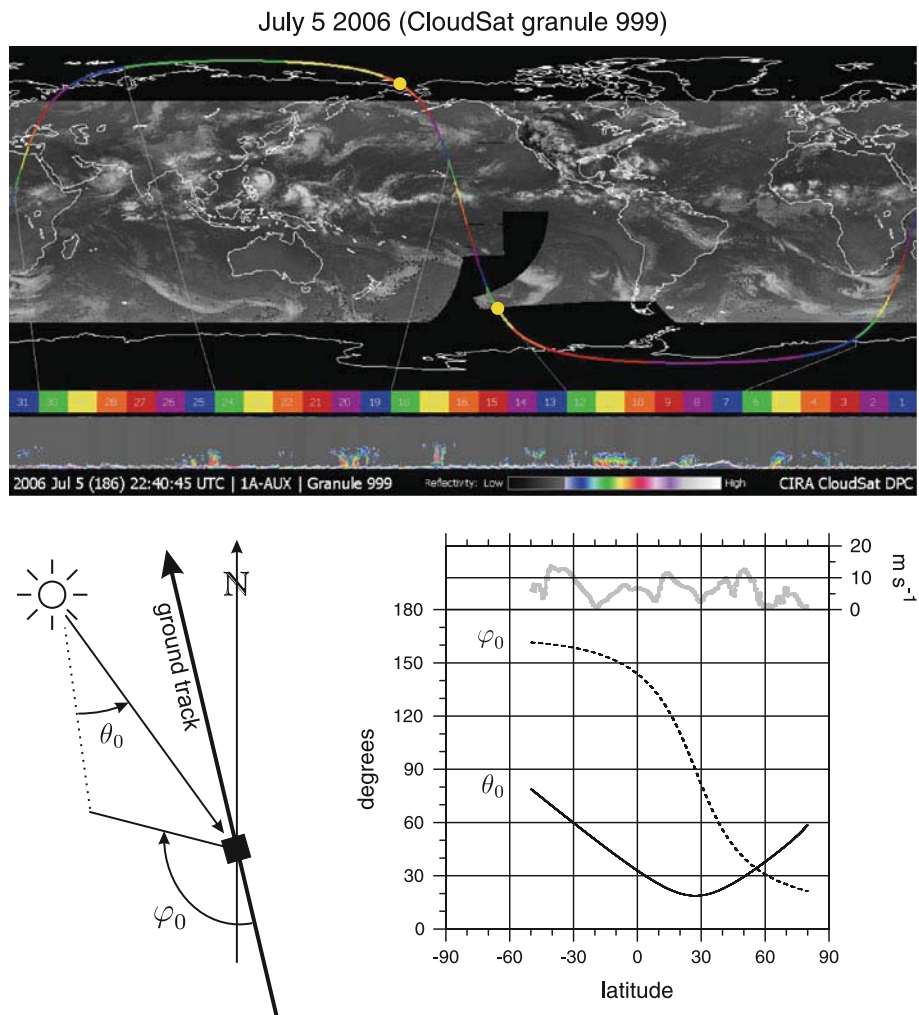 July 5 2006 (CloudSat granule 999)
31 30 28 27 26 25 24 22 21 20 19 18 16 15 14 13 12 10 9 8 7 6 4 3 2 1
2006 Jul 5 (186) 22:40:45 UTC | 1A-AUX | Granule 999 Reflectivity: Low High CIRA CloudSat DPC
N
ground track
θ0
φ0
20
10
0
m s-1
180
150
120
90
60
30
0
degrees
φ0
θ0
-90 -60 -30 0 30 60 90
latitude